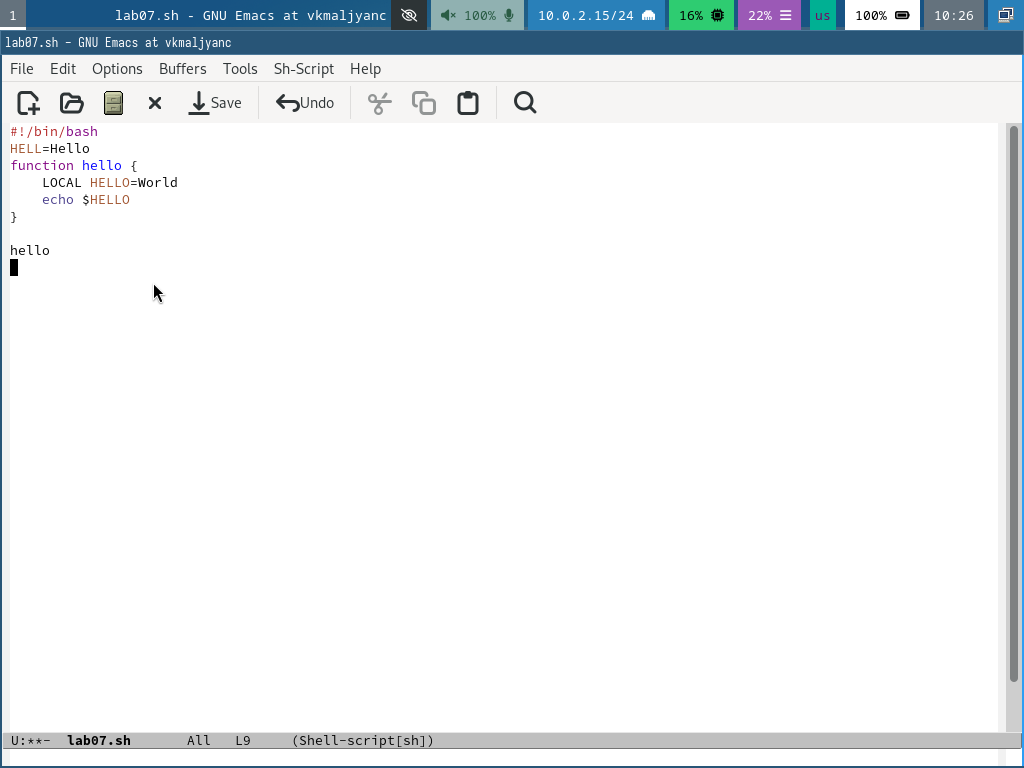 1 lab07.sh - GNU Emacs at vkmaljyanc 100% 10.0.2.15/24 16% 22% us 100% 10:26
lab07.sh - GNU Emacs at vkmaljyanc
File Edit Options Buffers Tools Sh-Script Help
Save Undo
#!/bin/bash
HELL=Hello
function hello {
    LOCAL HELLO=World
    echo $HELLO
}
hello
U:**- lab07.sh All L9 (Shell-script[sh])